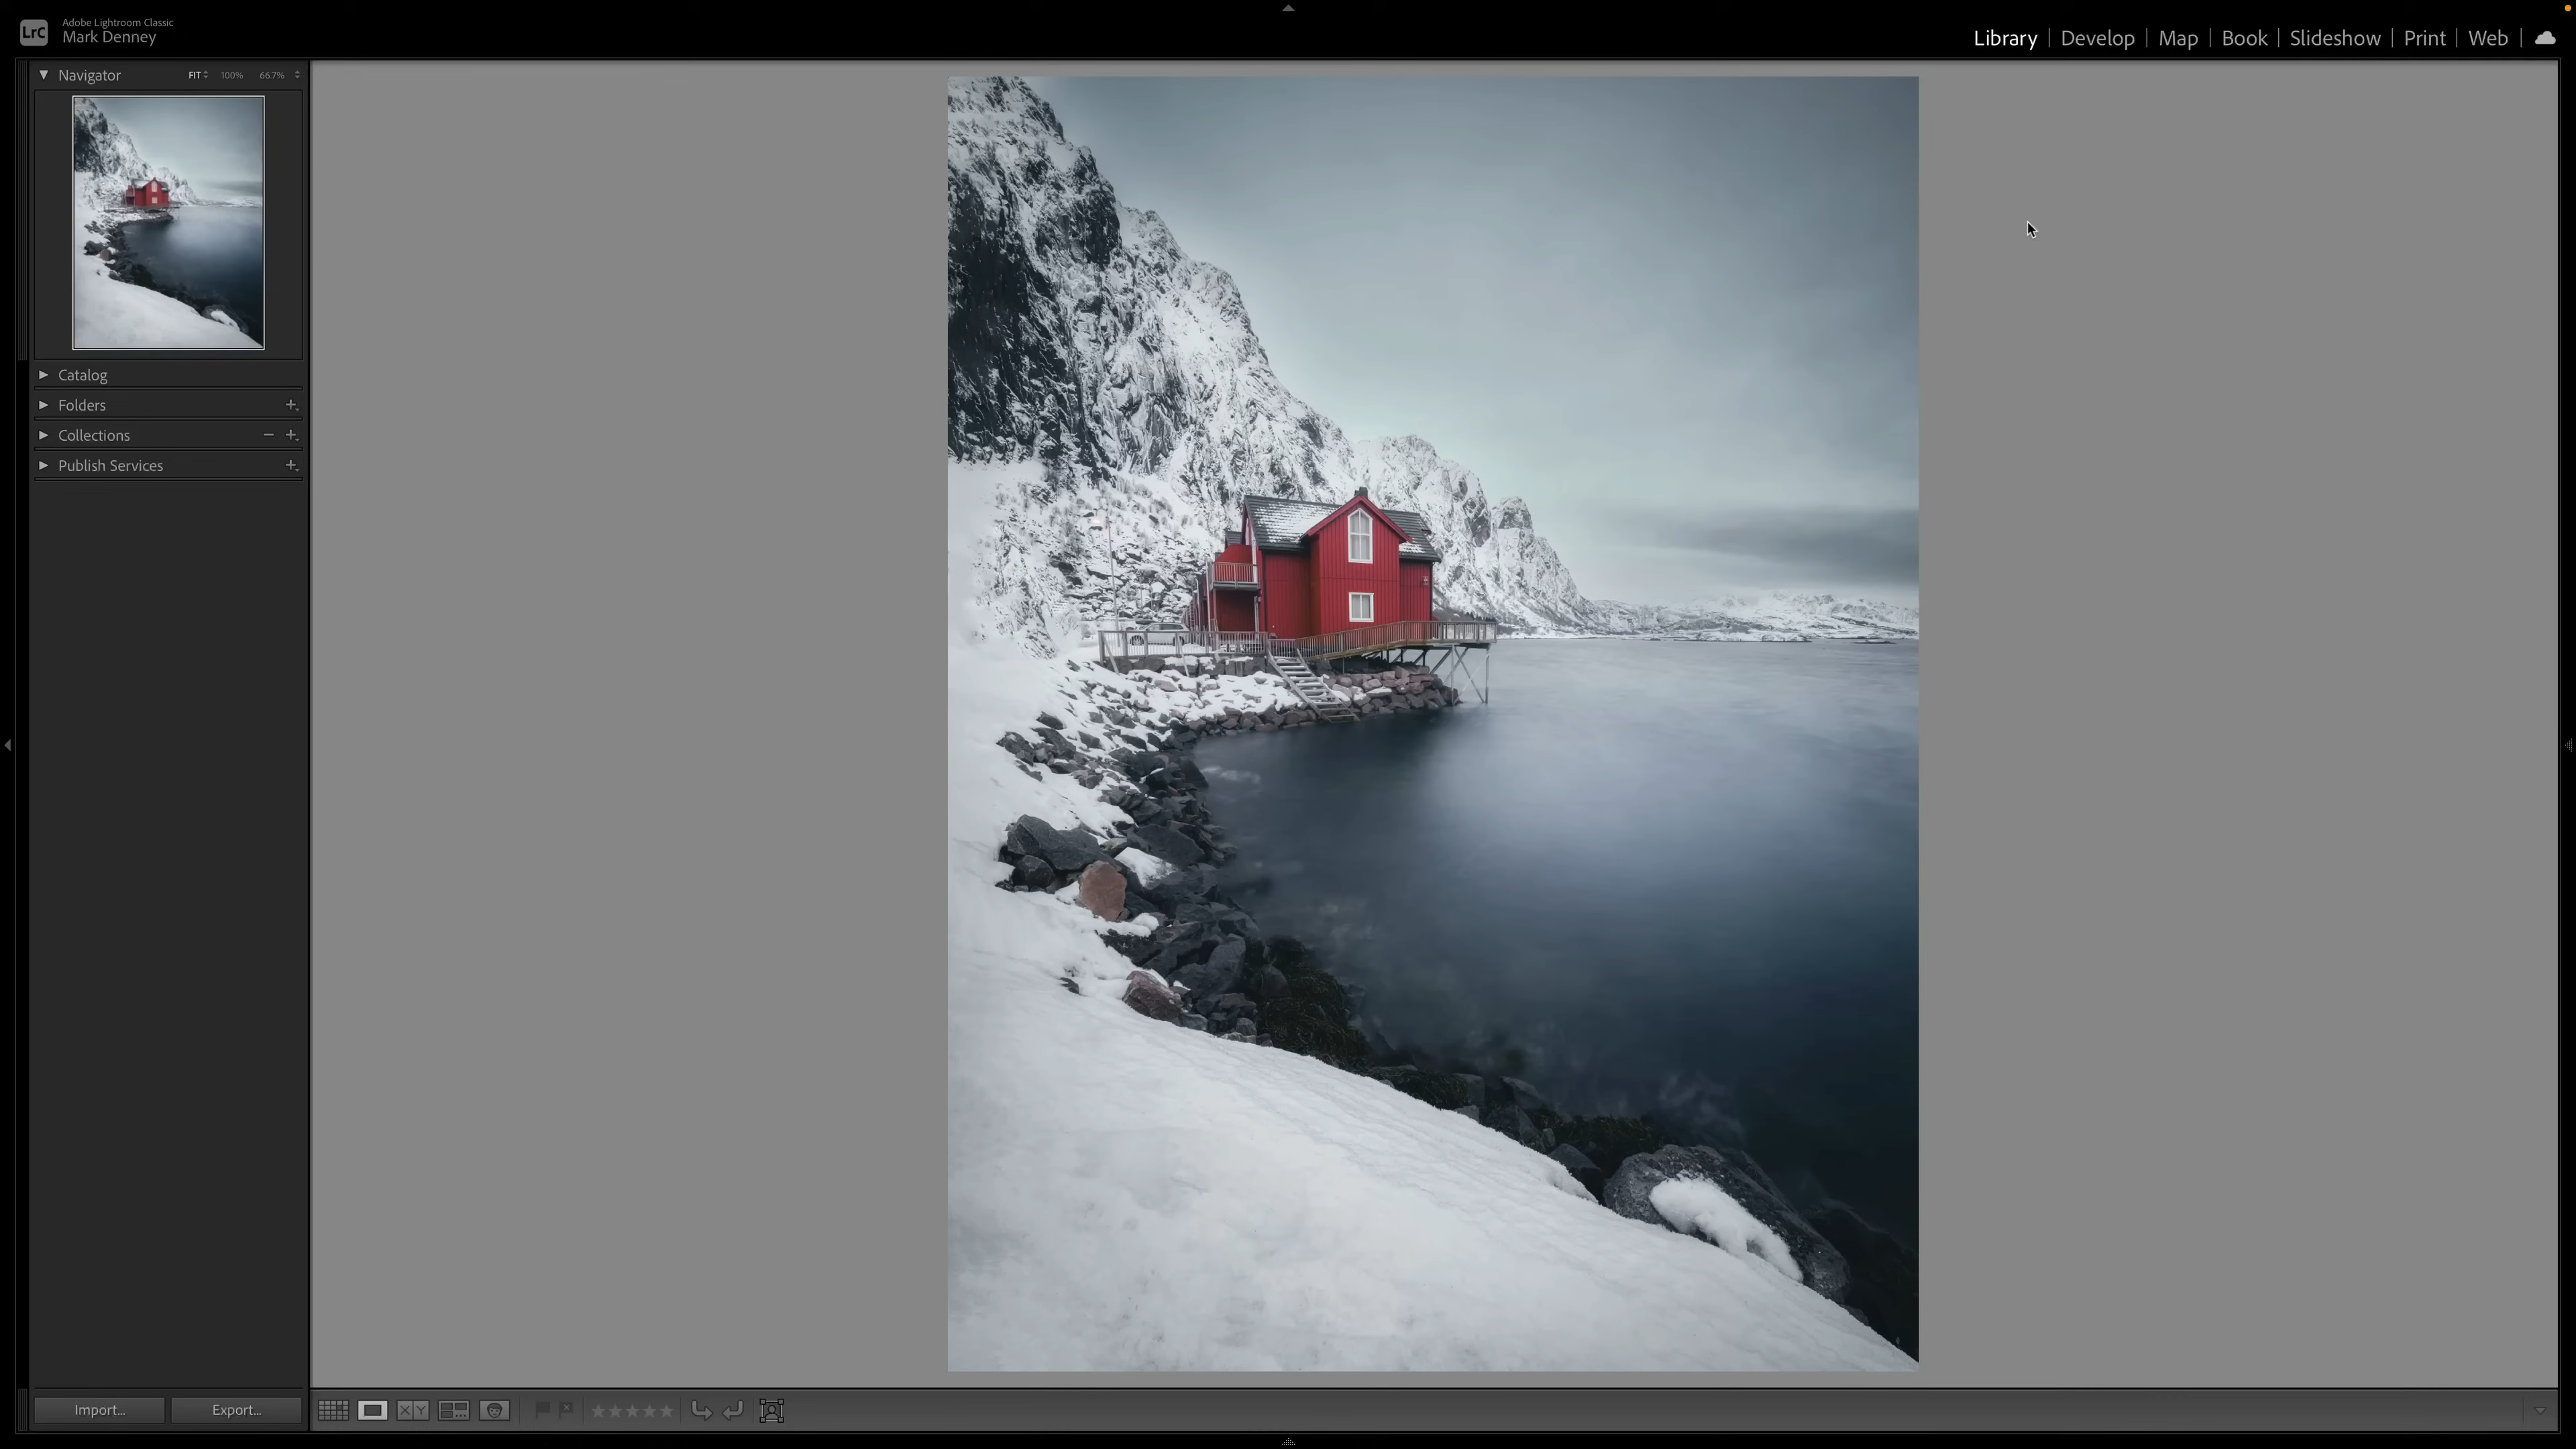 LrC
Adobe Lightroom Classic
Mark Denney
Library | Develop | Map | Book | Slideshow | Print | Web
Navigator FIT 100% 66.7%
Catalog
Folders
Collections
Publish Services
Import...
Export...
X Y